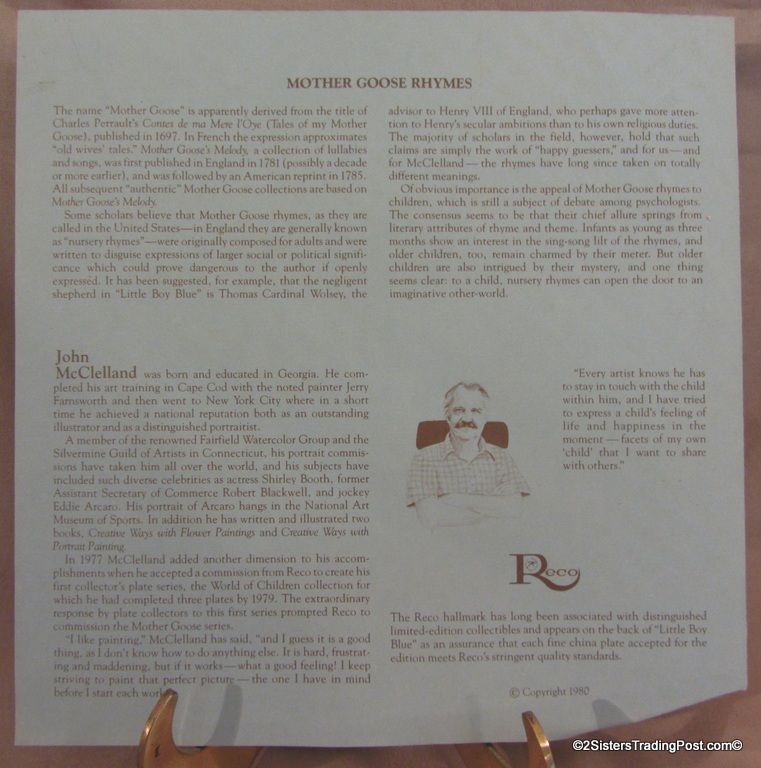 MOTHER GOOSE RHYMES
The name "Mother Goose" is apparently derived from the title of
Charles Perrault's Contes de ma Mere l'Oye (Tales of my Mother
Goose), published in 1697. In French the expression approximates
"old wives' tales." Mother Goose's Melody, a collection of lullabies
and songs, was first published in England in 1781 (possibly a decade
or more earlier), and was followed by an American reprint in 1785.
All subsequent "authentic" Mother Goose collections are based on
Mother Goose's Melody.
Some scholars believe that Mother Goose rhymes, as they are
called in the United States—in England they are generally known
as "nursery rhymes"—were originally composed for adults and were
written to disguise expressions of larger social or political signifi-
cance which could prove dangerous to the author if openly
expressed. It has been suggested, for example, that the negligent
shepherd in "Little Boy Blue" is Thomas Cardinal Wolsey, the
advisor to Henry VIII of England, who perhaps gave more atten-
tion to Henry's secular ambitions than to his own religious duties.
The majority of scholars in the field, however, hold that such
claims are simply the work of "happy guessers," and for us—and
for McClelland—the rhymes have long since taken on totally
different meanings.
Of obvious importance is the appeal of Mother Goose rhymes to
children, which is still a subject of debate among psychologists.
The consensus seems to be that their chief allure springs from
literary attributes of rhyme and theme. Infants as young as three
months show an interest in the sing-song lilt of the rhymes, and
older children, too, remain charmed by their meter. But older
children are also intrigued by their mystery, and one thing
seems clear: to a child, nursery rhymes can open the door to an
imaginative other-world.
John
McClelland was born and educated in Georgia. He com-
pleted his art training in Cape Cod with the noted painter Jerry
Farnsworth and then went to New York City where in a short
time he achieved a national reputation both as an outstanding
illustrator and as a distinguished portraitist.
A member of the renowned Fairfield Watercolor Group and the
Silvermine Guild of Artists in Connecticut, his portrait commis-
sions have taken him all over the world, and his subjects have
included such diverse celebrities as actress Shirley Booth, former
Assistant Secretary of Commerce Robert Blackwell, and jockey
Eddie Arcaro. His portrait of Arcaro hangs in the National Art
Museum of Sports. In addition he has written and illustrated two
books, Creative Ways with Flower Paintings and Creative Ways with
Portrait Painting.
In 1977 McClelland added another dimension to his accom-
plishments when he accepted a commission from Reco to create his
first collector's plate series, the World of Children collection for
which he had completed three plates by 1979. The extraordinary
response by plate collectors to this first series prompted Reco to
commission the Mother Goose series.
"I like painting," McClelland has said, "and I guess it is a good
thing, as I don't know how to do anything else. It is hard, frustrat-
ing and maddening, but if it works—what a good feeling! I keep
striving to paint that perfect picture—the one I have in mind
before I start each work.
"Every artist knows he has
to stay in touch with the child
within him, and I have tried
to express a child's feeling of
life and happiness in the
moment—facets of my own
'child' that I want to share
with others."
Reco
The Reco hallmark has long been associated with distinguished
limited-edition collectibles and appears on the back of "Little Boy
Blue" as an assurance that each fine china plate accepted for the
edition meets Reco's stringent quality standards.
© Copyright 1980
©2SistersTradingPost.com©